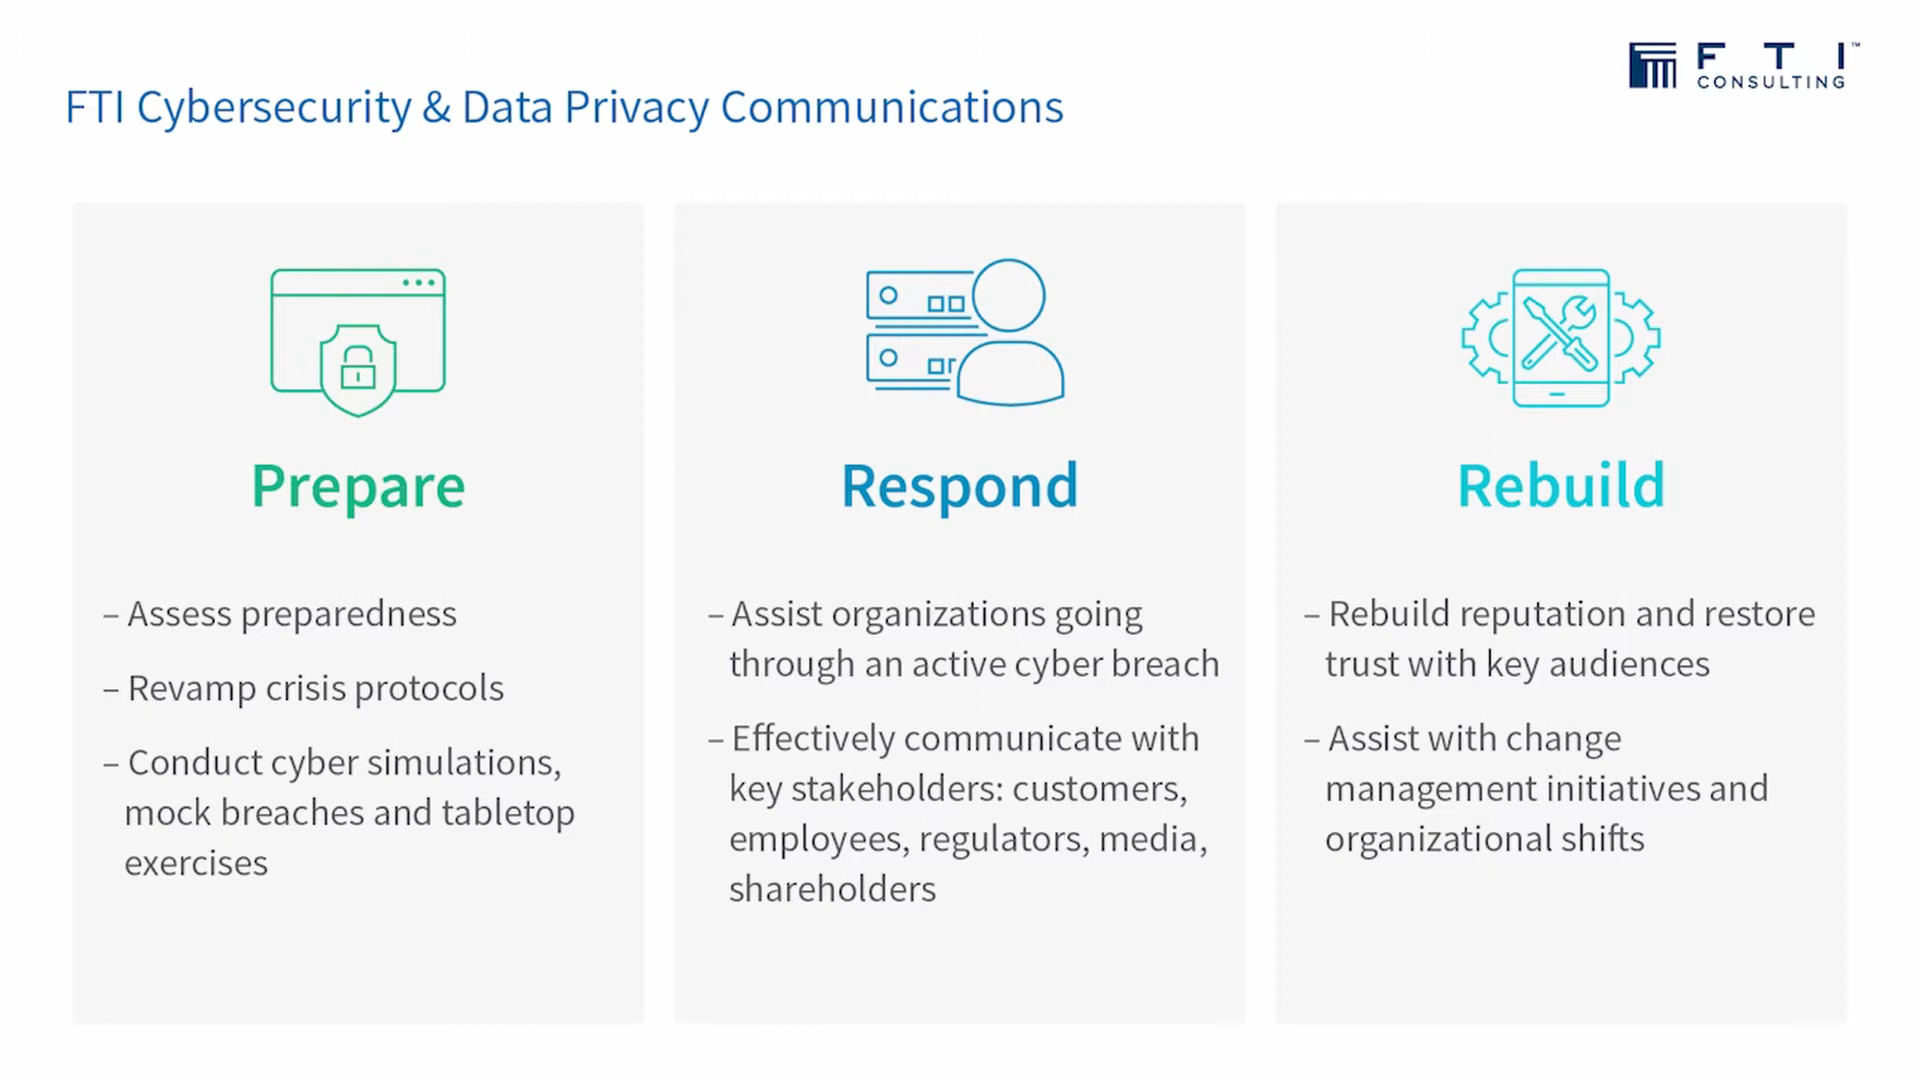 F T I™
CONSULTING
FTI Cybersecurity & Data Privacy Communications
Prepare
– Assess preparedness
– Revamp crisis protocols
– Conduct cyber simulations,
mock breaches and tabletop
exercises
Respond
– Assist organizations going
through an active cyber breach
– Effectively communicate with
key stakeholders: customers,
employees, regulators, media,
shareholders
Rebuild
– Rebuild reputation and restore
trust with key audiences
– Assist with change
management initiatives and
organizational shifts